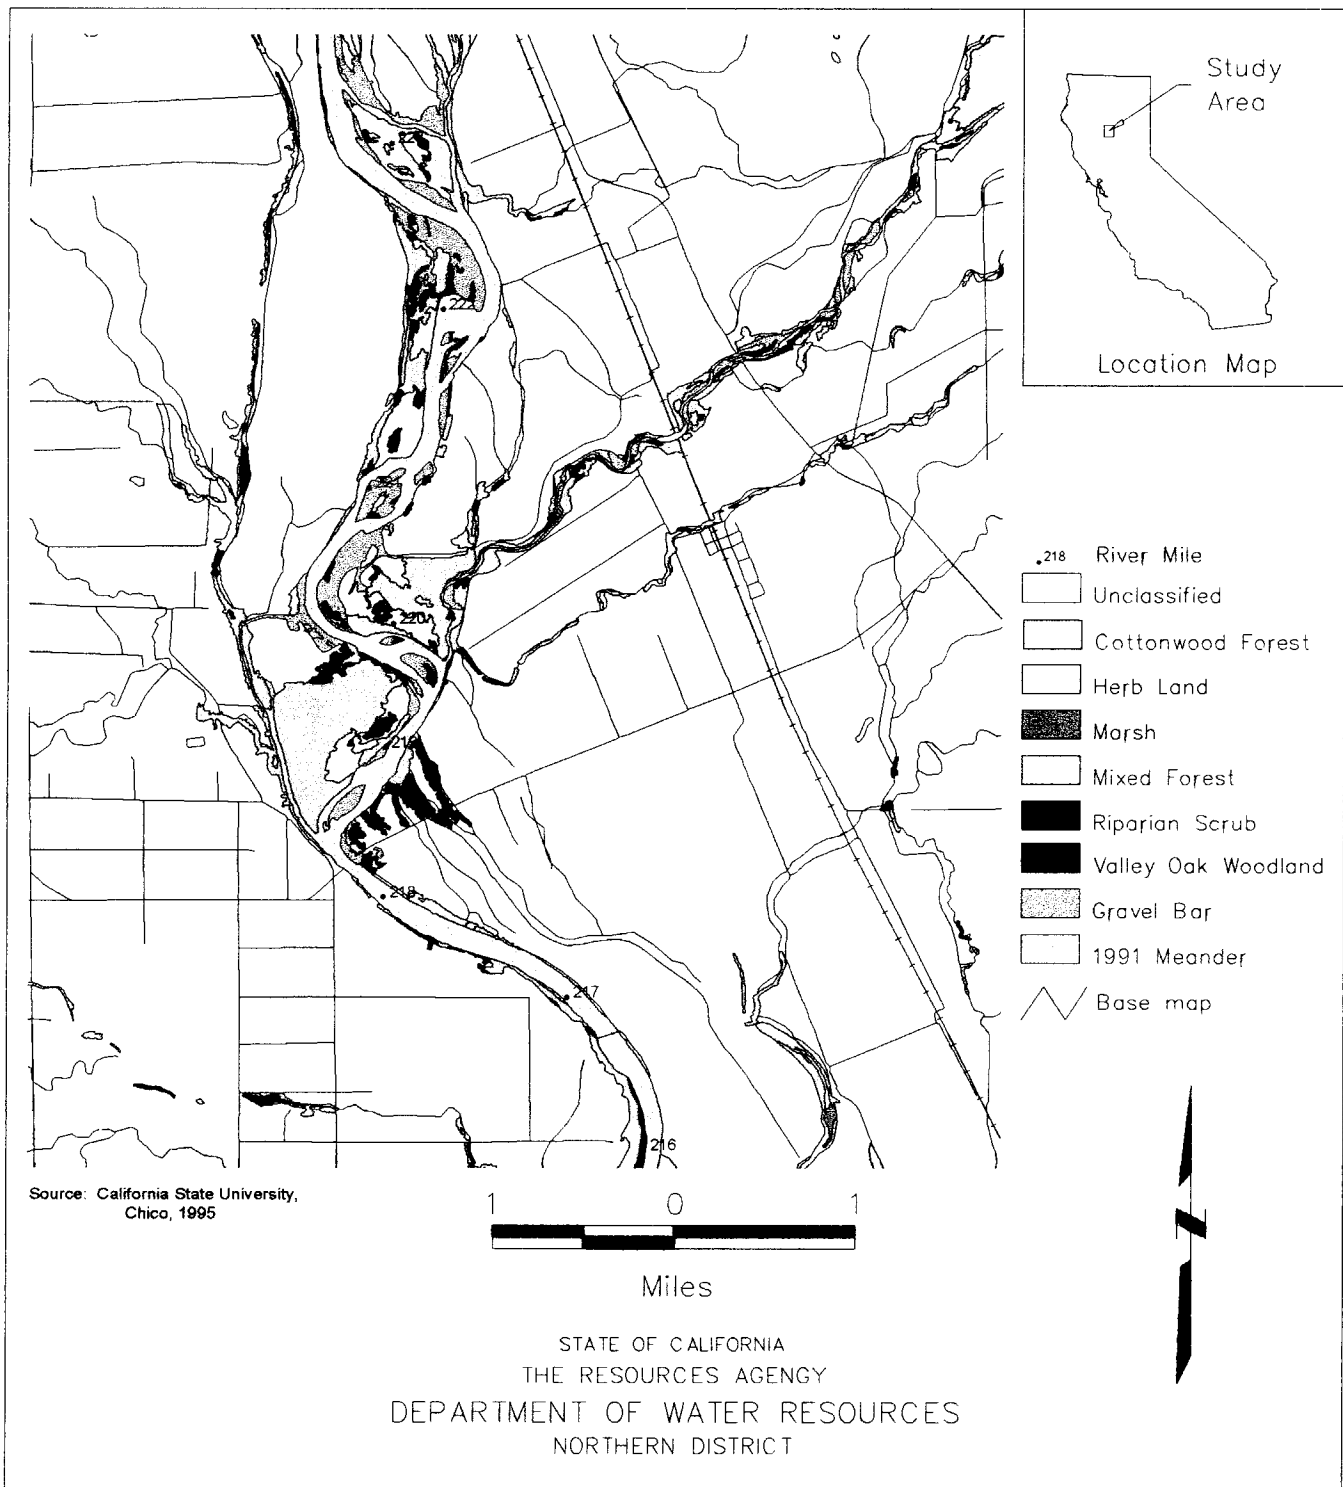 Study
Area
Location Map
222
220
218
217
216
.218 River Mile
Unclassified
Cottonwood Forest
Herb Land
Marsh
Mixed Forest
Riparian Scrub
Valley Oak Woodland
Gravel Bar
1991 Meander
Base map
Source: California State University,
Chico, 1995
1 0 1
Miles
STATE OF CALIFORNIA
THE RESOURCES AGENCY
DEPARTMENT OF WATER RESOURCES
NORTHERN DISTRICT